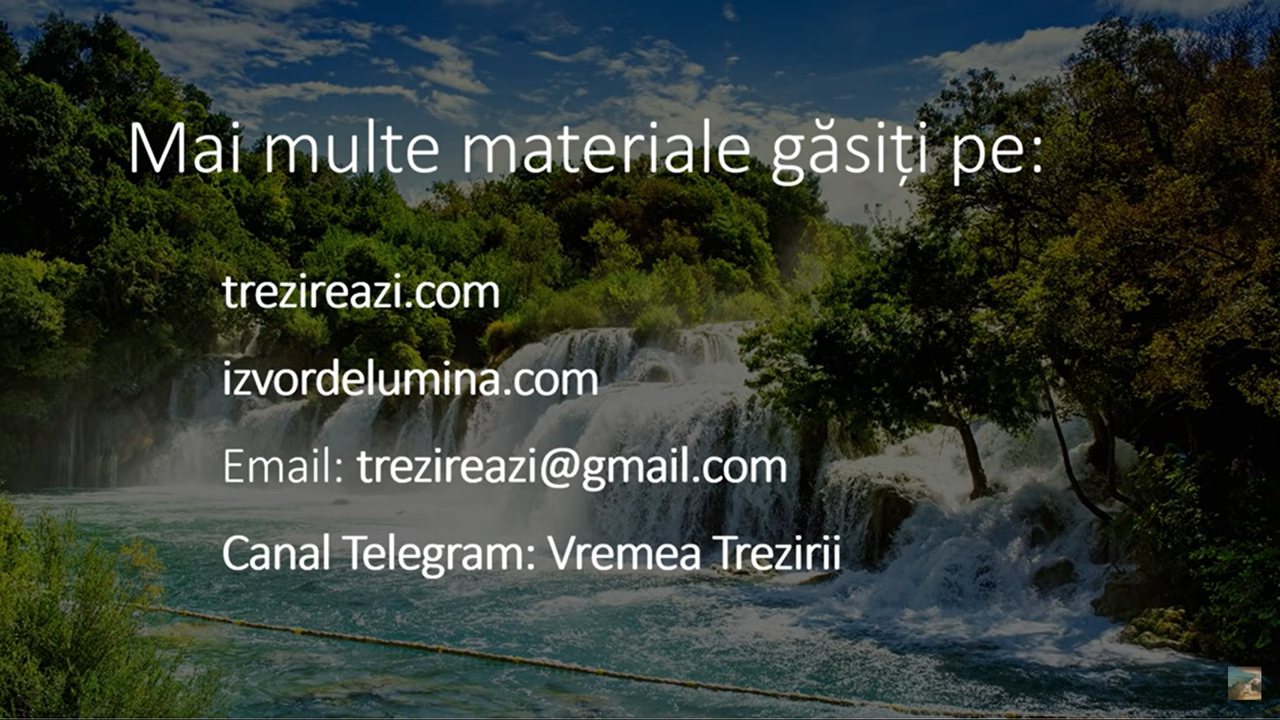 Mai multe materiale găsiți pe:
trezireazi.com
izvordelumina.com
Email: trezireazi@gmail.com
Canal Telegram: Vremea Trezirii